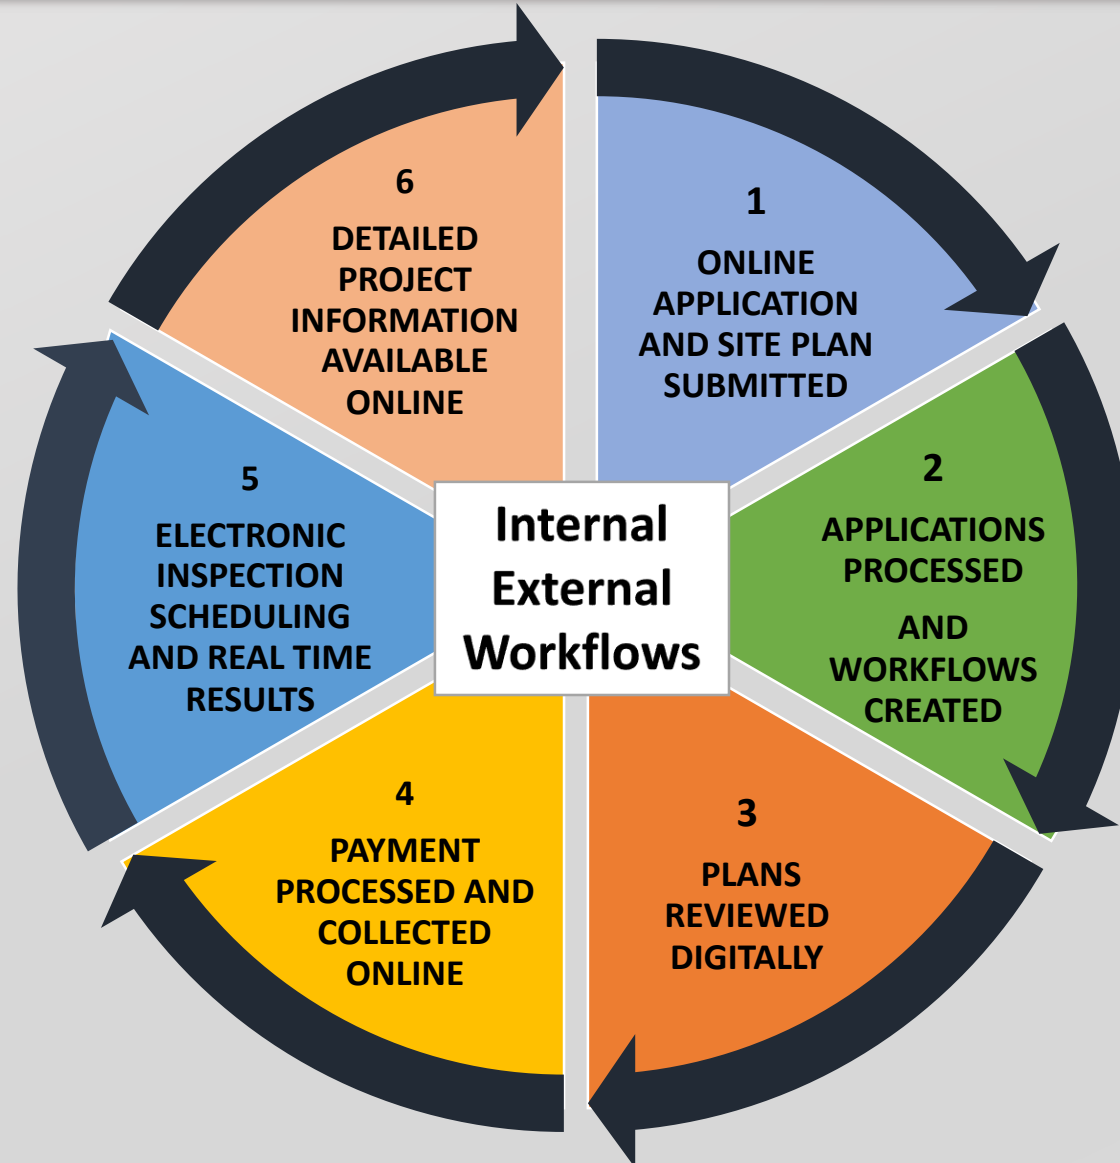 1
ONLINE
APPLICATION
AND SITE PLAN
SUBMITTED
2
APPLICATIONS
PROCESSED
AND
WORKFLOWS
CREATED
3
PLANS
REVIEWED
DIGITALLY
4
PAYMENT
PROCESSED AND
COLLECTED
ONLINE
5
ELECTRONIC
INSPECTION
SCHEDULING
AND REAL TIME
RESULTS
6
DETAILED
PROJECT
INFORMATION
AVAILABLE
ONLINE
Internal
External
Workflows